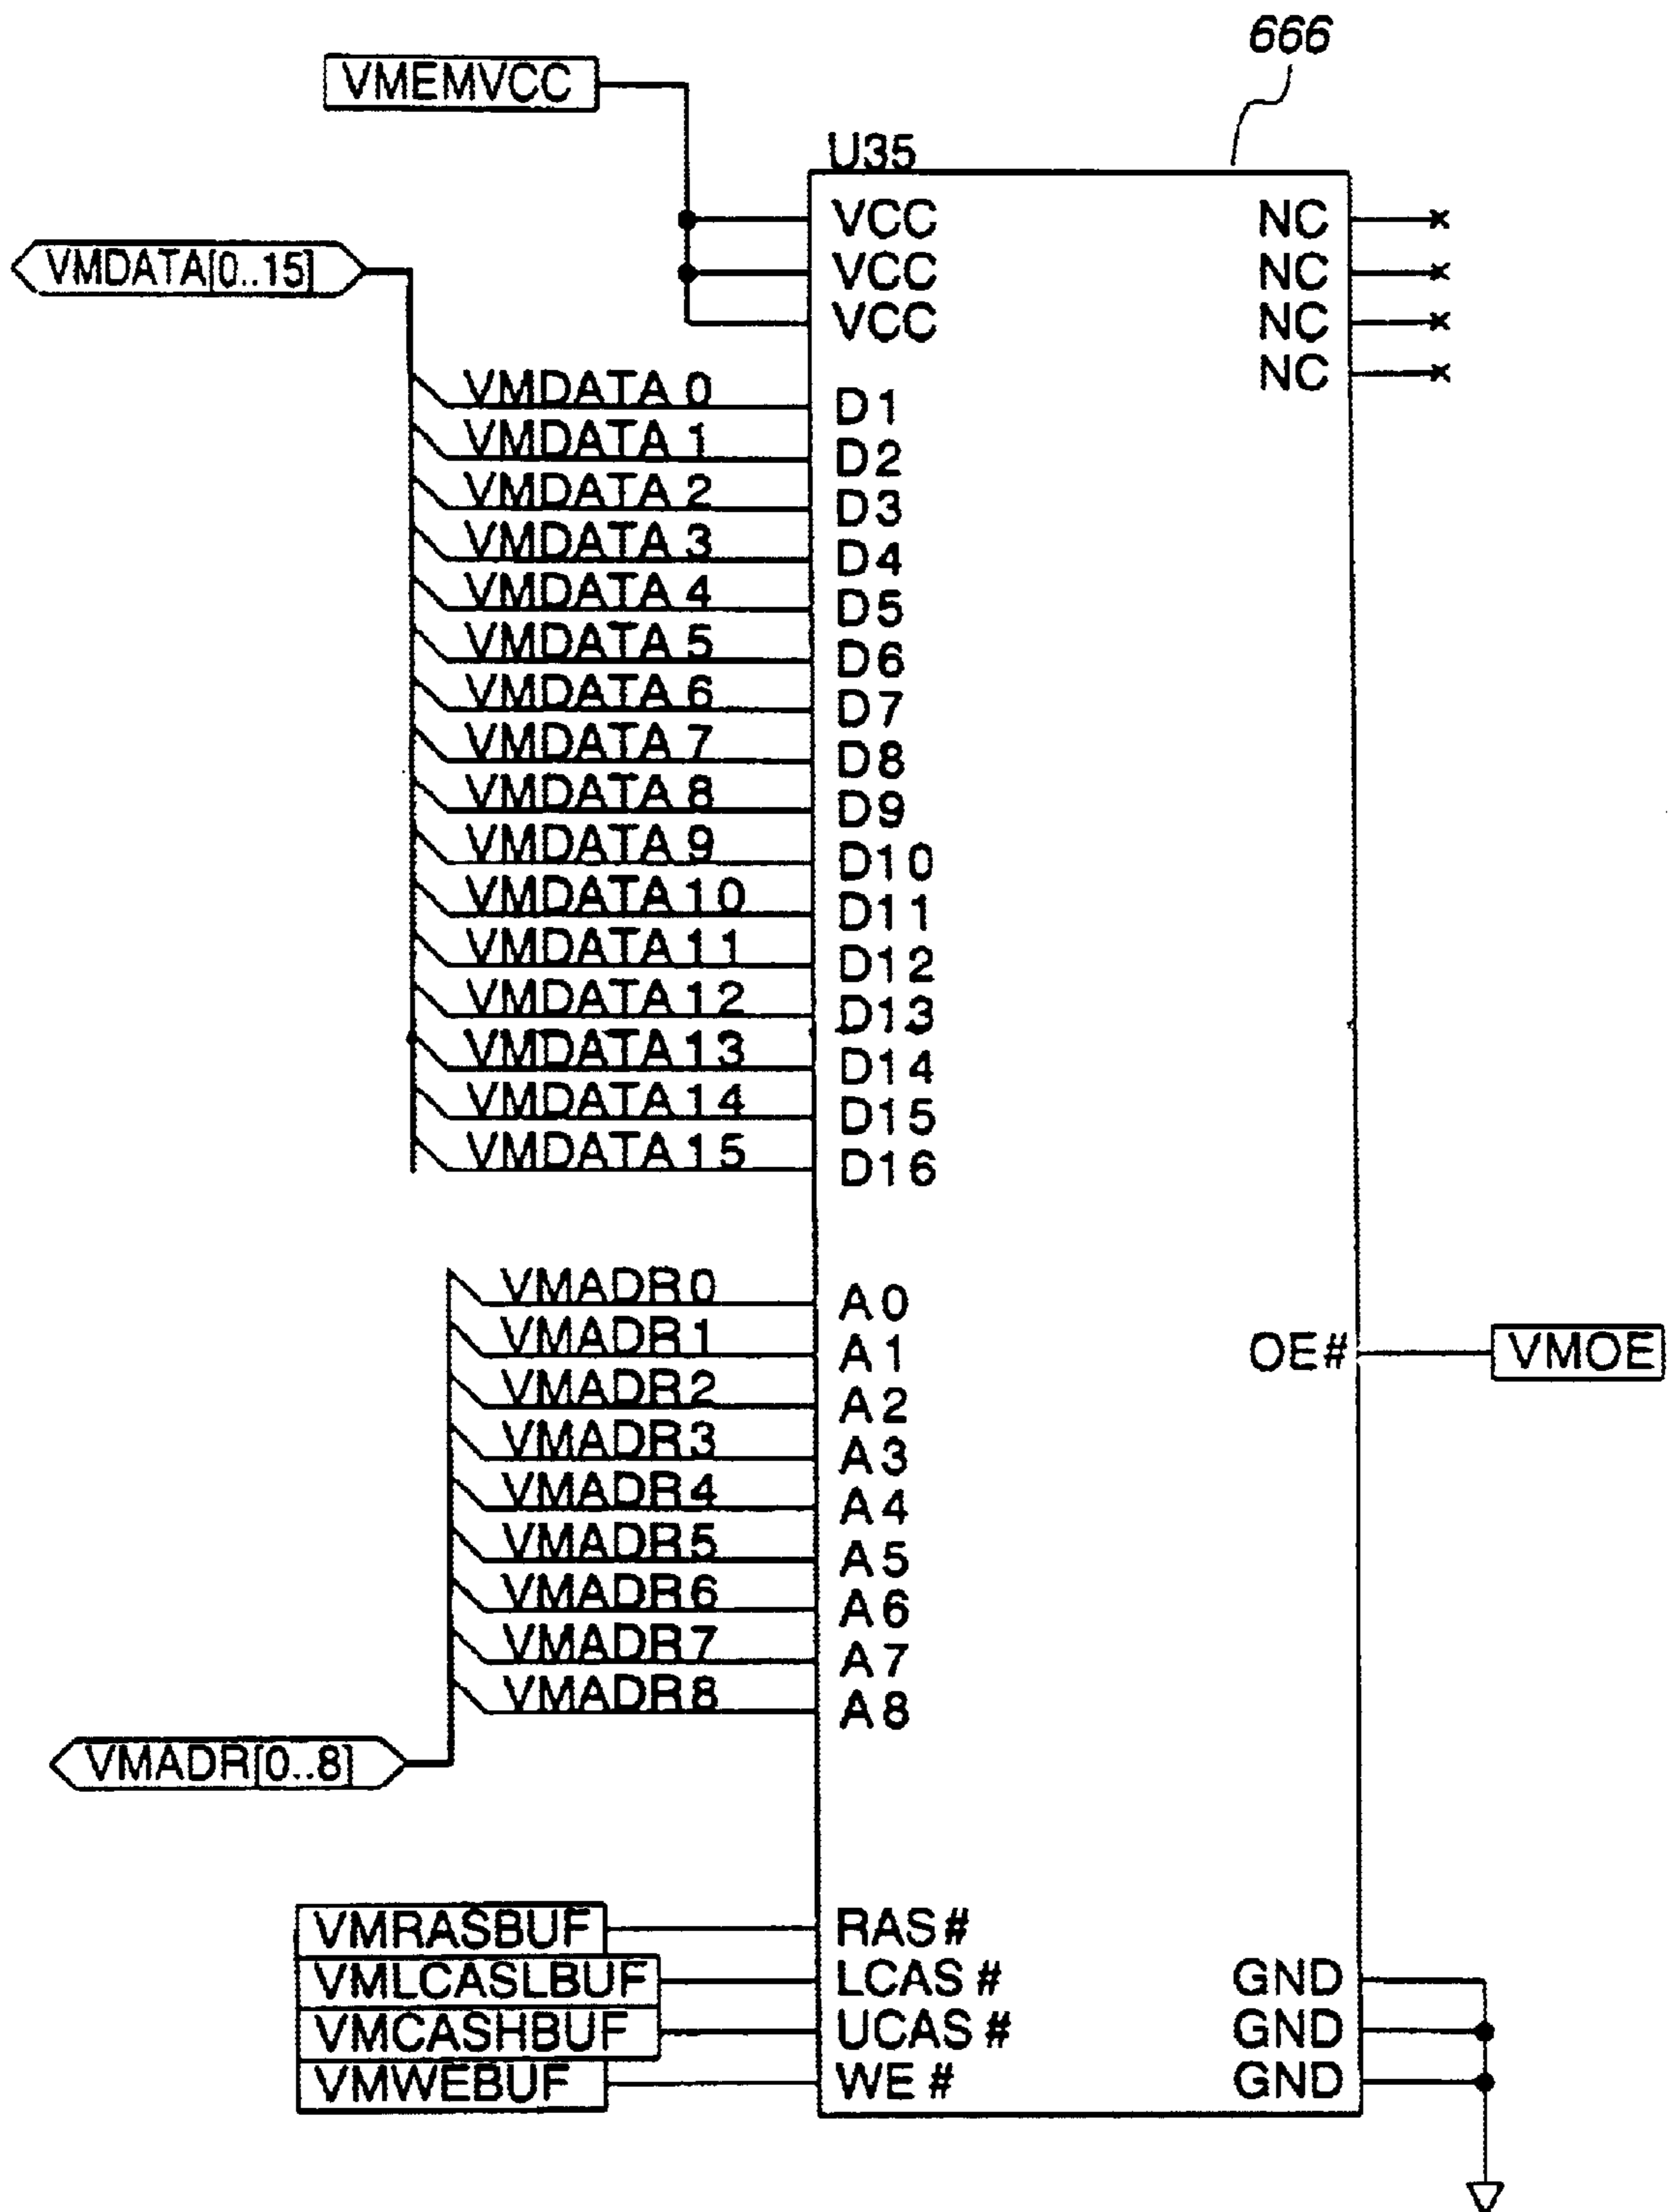 666
VMEMVCC
U35
VCC NC
VMDATA[0..15] VCC NC
VCC NC
NC
VMDATA 0 D1
VMDATA 1 D2
VMDATA 2 D3
VMDATA 3 D4
VMDATA 4 D5
VMDATA 5 D6
VMDATA 6 D7
VMDATA 7 D8
VMDATA 8 D9
VMDATA 9 D10
VMDATA 10 D11
VMDATA 11 D12
VMDATA 12 D13
VMDATA 13 D14
VMDATA 14 D15
VMDATA 15 D16
VMADR0 A0
VMADR1 A1 OE# VMOE
VMADR2 A2
VMADR3 A3
VMADR4 A4
VMADR5 A5
VMADR6 A6
VMADR7 A7
VMADR8 A8
VMADR[0..8]
VMRASBUF RAS#
VMLCASLBUF LCAS# GND
VMCASHBUF UCAS# GND
VMWEBUF WE# GND